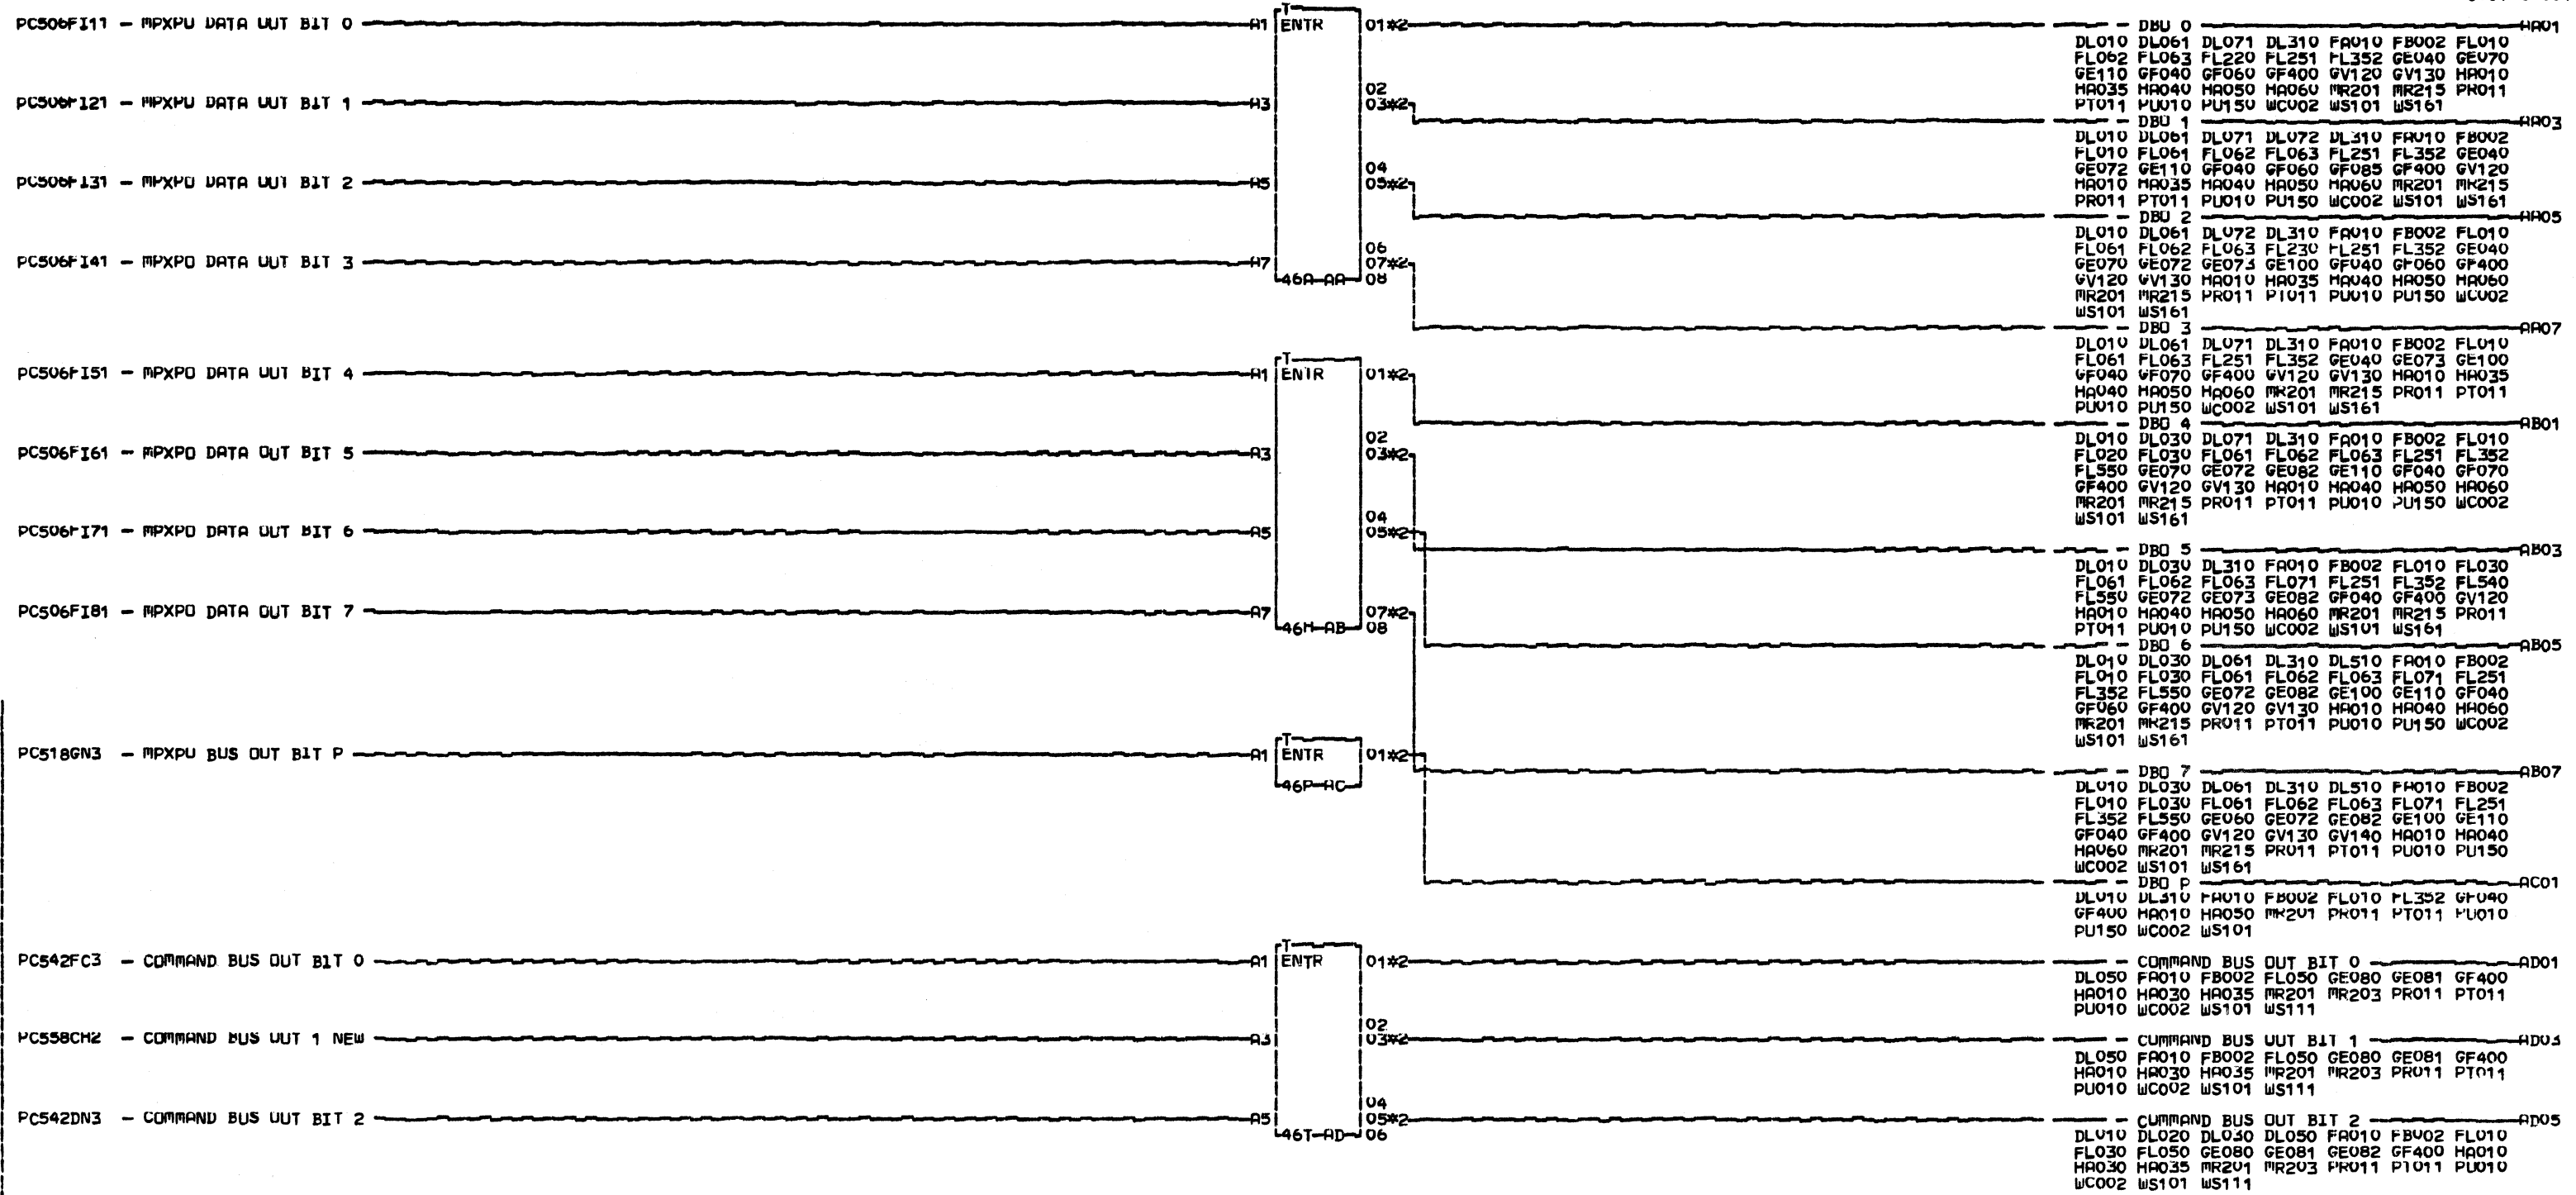 PC506FI11 - MPXPO DATA OUT BIT 0 A1 T ENTR 01*2 - DBO 0 AA01
DL010 DL061 DL071 DL310 FA010 FB002 FL010
FL062 FL063 FL220 FL251 FL352 GE040 GE070
GE110 GF040 GF060 GF400 GV120 GV130 HA010
HA035 HA040 HA050 HA060 MR201 MR215 PR011
PT011 PU010 PU150 WC002 WS101 WS161
02
PC506FI21 - MPXPO DATA OUT BIT 1 A3 03*2 - DBO 1 AA03
DL010 DL061 DL071 DL072 DL310 FA010 FB002
FL010 FL061 FL062 FL063 FL251 FL352 GE040
GE072 GE110 GF040 GF060 GF085 GF400 GV120
HA010 HA035 HA040 HA050 HA060 MR201 MR215
PR011 PT011 PU010 PU150 WC002 WS101 WS161
04
PC506FI31 - MPXPO DATA OUT BIT 2 A5 05*2 - DBO 2 AA05
DL010 DL061 DL072 DL310 FA010 FB002 FL010
FL061 FL062 FL063 FL230 FL251 FL352 GE040
GE070 GE072 GE073 GE100 GF040 GF060 GF400
GV120 GV130 HA010 HA035 HA040 HA050 HA060
MR201 MR215 PR011 PT011 PU010 PU150 WC002
WS101 WS161
06
PC506FI41 - MPXPO DATA OUT BIT 3 A7 07*2 - DBO 3 AA07
46A-AA 08
DL010 DL061 DL071 DL310 FA010 FB002 FL010
FL061 FL063 FL251 FL352 GE040 GE073 GE100
GF040 GF070 GF400 GV120 GV130 HA010 HA035
HA040 HA050 HA060 MR201 MR215 PR011 PT011
PU010 PU150 WC002 WS101 WS161
PC506FI51 - MPXPO DATA OUT BIT 4 A1 T ENTR 01*2 - DBO 4 AB01
DL010 DL030 DL071 DL310 FA010 FB002 FL010
FL020 FL030 FL061 FL062 FL063 FL251 FL352
FL550 GE070 GE072 GE082 GE110 GF040 GF070
GF400 GV120 GV130 HA010 HA040 HA050 HA060
MR201 MR215 PR011 PT011 PU010 PU150 WC002
WS101 WS161
02
PC506FI61 - MPXPO DATA OUT BIT 5 A3 03*2 - DBO 5 AB03
DL010 DL030 DL310 FA010 FB002 FL010 FL030
FL061 FL062 FL063 FL071 FL251 FL352 FL540
FL550 GE072 GE073 GE082 GF040 GF400 GV120
HA010 HA040 HA050 HA060 MR201 MR215 PR011
PT011 PU010 PU150 WC002 WS101 WS161
04
PC506FI71 - MPXPO DATA OUT BIT 6 A5 05*2 - DBO 6 AB05
DL010 DL030 DL061 DL310 DL510 FA010 FB002
FL010 FL030 FL061 FL062 FL063 FL071 FL251
FL352 FL550 GE072 GE082 GE100 GE110 GF040
GF060 GF400 GV120 GV130 HA010 HA040 HA060
MR201 MR215 PR011 PT011 PU010 PU150 WC002
WS101 WS161
PC506FI81 - MPXPO DATA OUT BIT 7 A7 07*2 - DBO 7 AB07
46H-AB 08
DL010 DL030 DL061 DL310 DL510 FA010 FB002
FL010 FL030 FL061 FL062 FL063 FL071 FL251
FL352 FL550 GE060 GE072 GE082 GE100 GE110
GF040 GF400 GV120 GV130 GV140 HA010 HA040
HA060 MR201 MR215 PR011 PT011 PU010 PU150
WC002 WS101 WS161
PC518GN3 - MPXPO BUS OUT BIT P A1 T ENTR 01*2 - DBO P AC01
46P-AC
DL010 DL310 FA010 FB002 FL010 FL352 GF040
GF400 HA010 HA050 MR201 PR011 PT011 PU010
PU150 WC002 WS101
PC542FC3 - COMMAND BUS OUT BIT 0 A1 T ENTR 01*2 - COMMAND BUS OUT BIT 0 AD01
DL050 FA010 FB002 FL050 GE080 GE081 GF400
HA010 HA030 HA035 MR201 MR203 PR011 PT011
PU010 WC002 WS101 WS111
02
PC558CH2 - COMMAND BUS OUT 1 NEW A3 03*2 - COMMAND BUS OUT BIT 1 AD03
DL050 FA010 FB002 FL050 GE080 GE081 GF400
HA010 HA030 HA035 MR201 MR203 PR011 PT011
PU010 WC002 WS101 WS111
04
PC542DN3 - COMMAND BUS OUT BIT 2 A5 05*2 - COMMAND BUS OUT BIT 2 AD05
46T-AD 06
DL010 DL020 DL030 DL050 FA010 FB002 FL010
FL030 FL050 GE080 GE081 GE082 GF400 HA010
HA030 HA035 MR201 MR203 PR011 PT011 PU010
WC002 WS101 WS111